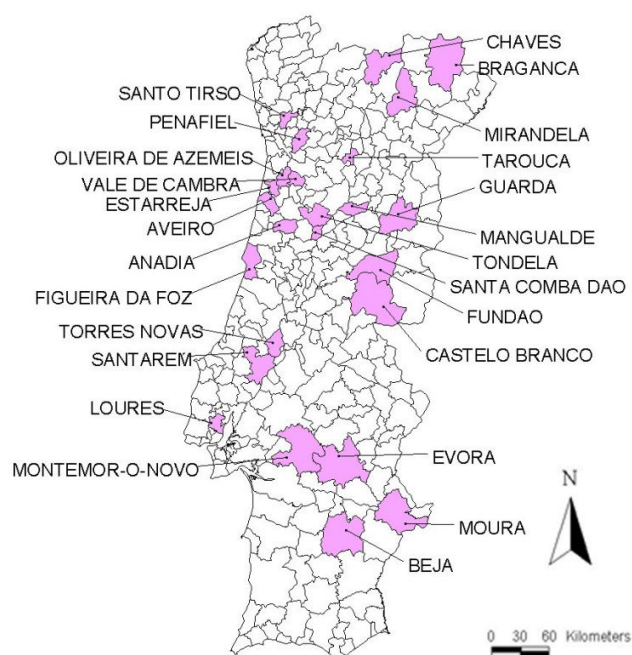 CHAVES
BRAGANCA
SANTO TIRSO
PENAFIEL
MIRANDELA
OLIVEIRA DE AZEMEIS
TAROUCA
VALE DE CAMBRA
GUARDA
ESTARREJA
AVEIRO
MANGUALDE
TONDELA
ANADIA
SANTA COMBA DAO
FIGUEIRA DA FOZ
FUNDAO
TORRES NOVAS
SANTAREM
CASTELO BRANCO
LOURES
EVORA
MONTEMOR-O-NOVO
N
MOURA
BEJA
0 30 60 Kilometers